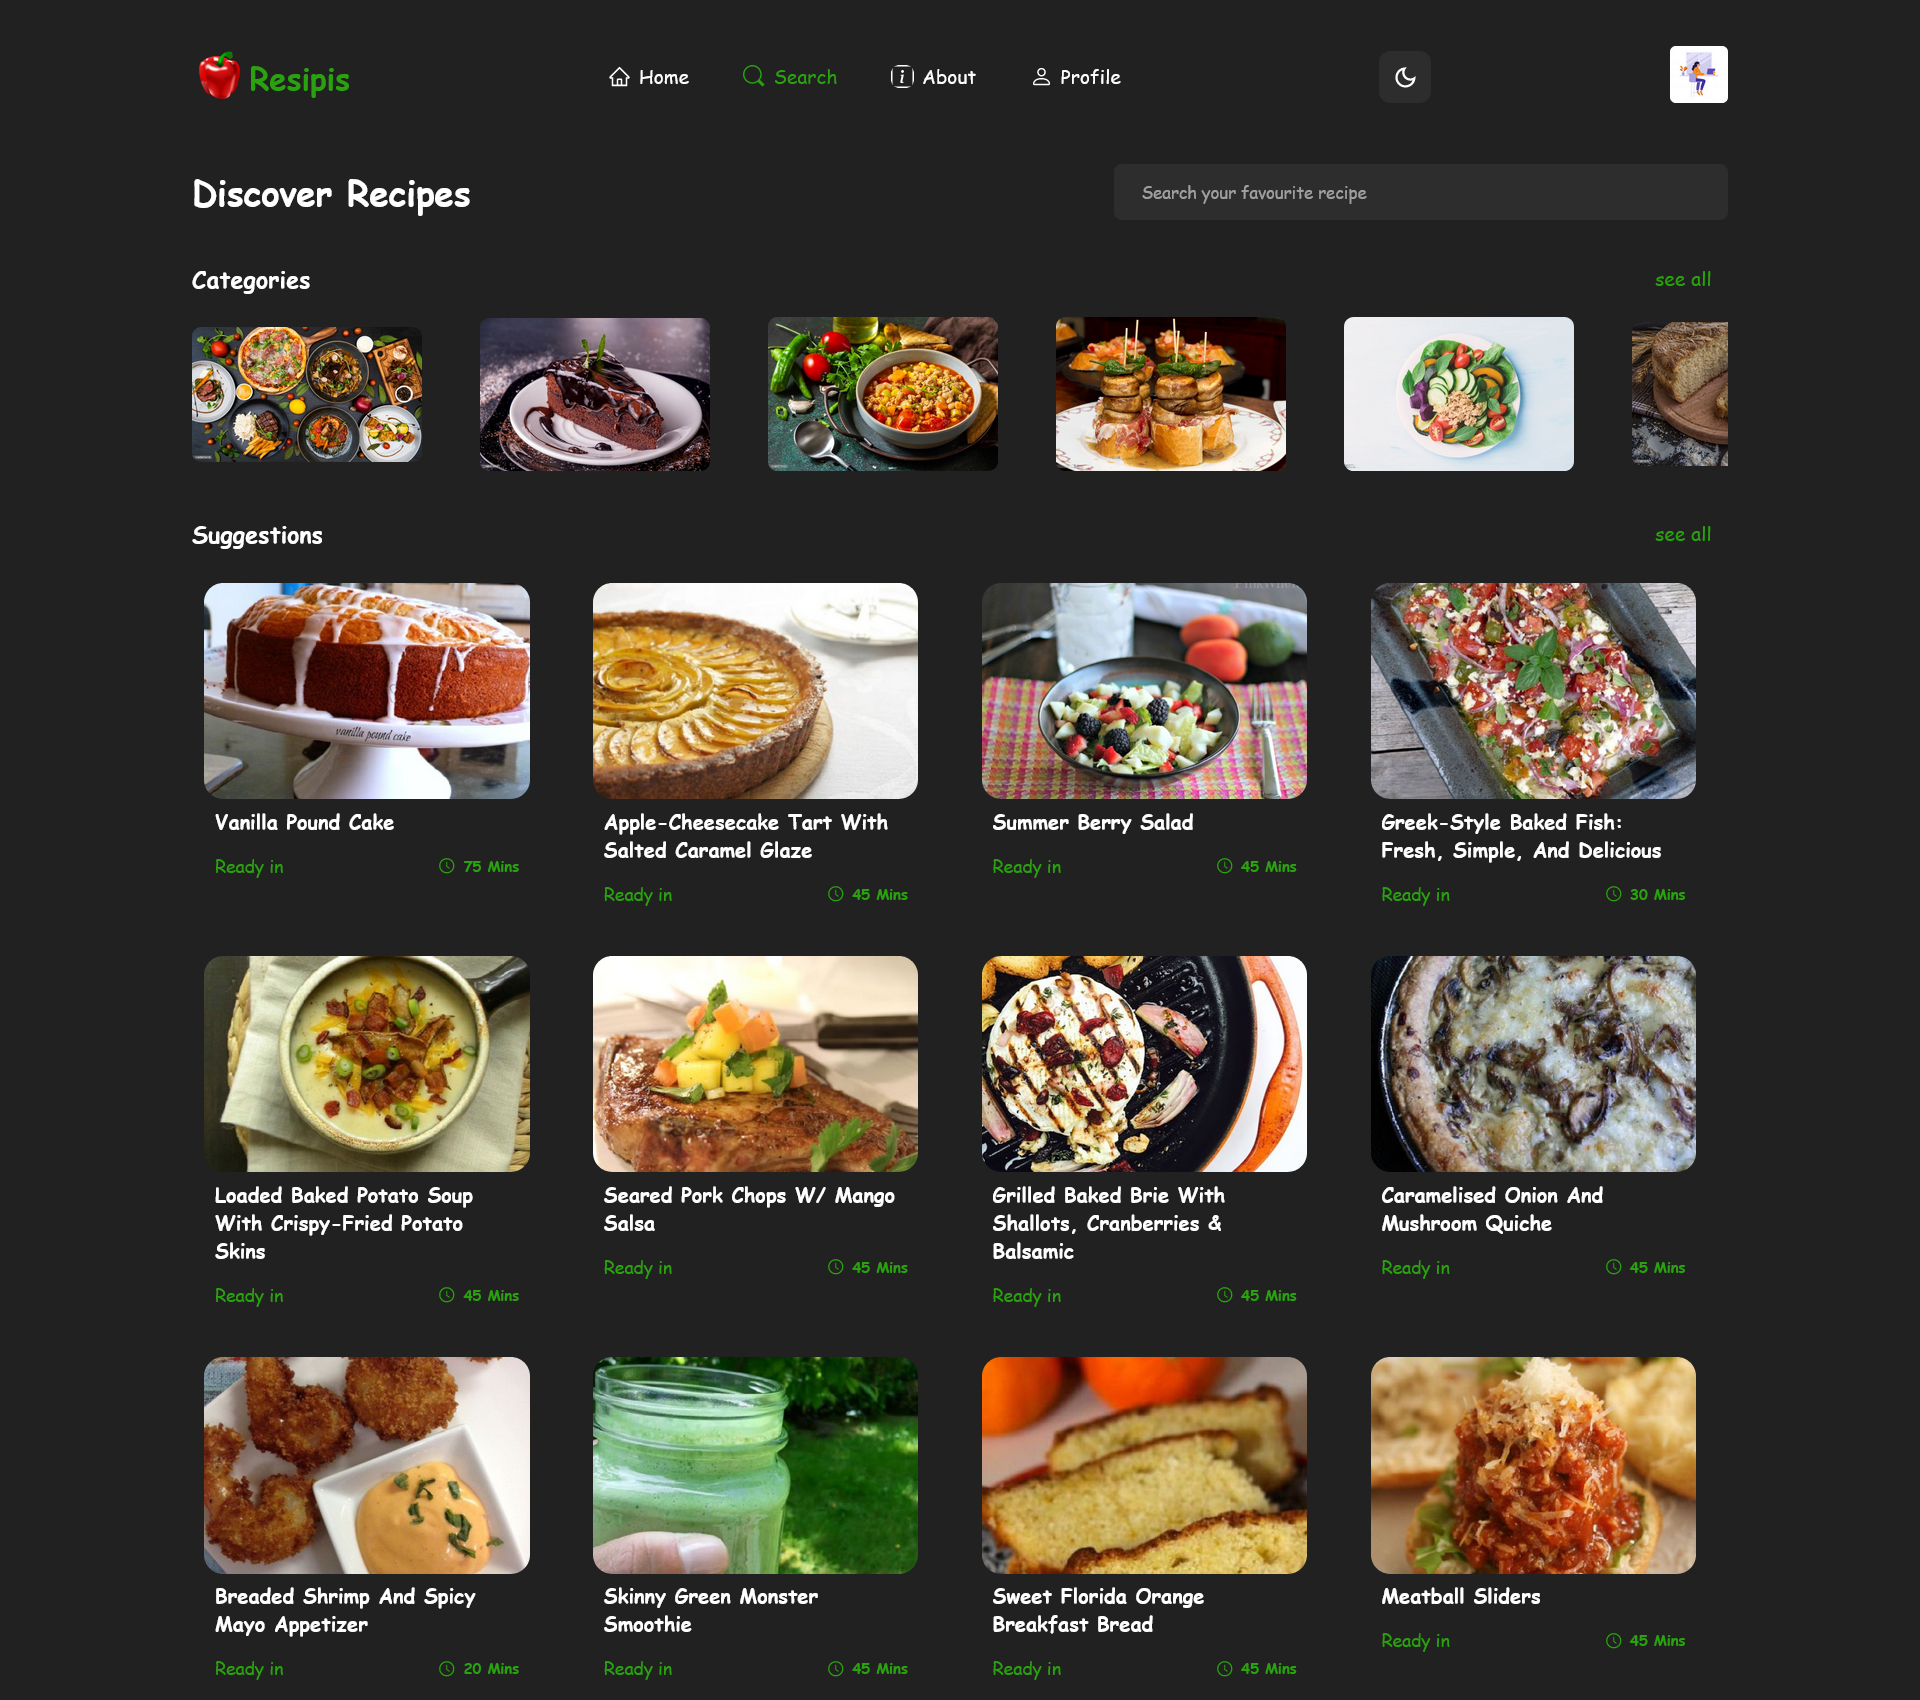 Resipis
Home
Search
About
Profile
Discover Recipes
Search your favourite recipe
Categories
see all
Suggestions
see all
vanilla pound cake
Vanilla Pound Cake
Ready in
75 Mins
Apple-Cheesecake Tart With
Salted Caramel Glaze
Ready in
45 Mins
Summer Berry Salad
Ready in
45 Mins
Greek-Style Baked Fish:
Fresh, Simple, And Delicious
Ready in
30 Mins
Loaded Baked Potato Soup
With Crispy-Fried Potato
Skins
Ready in
45 Mins
Seared Pork Chops W/ Mango
Salsa
Ready in
45 Mins
Grilled Baked Brie With
Shallots, Cranberries &
Balsamic
Ready in
45 Mins
Caramelised Onion And
Mushroom Quiche
Ready in
45 Mins
Breaded Shrimp And Spicy
Mayo Appetizer
Ready in
20 Mins
Skinny Green Monster
Smoothie
Ready in
45 Mins
Sweet Florida Orange
Breakfast Bread
Ready in
45 Mins
Meatball Sliders
Ready in
45 Mins